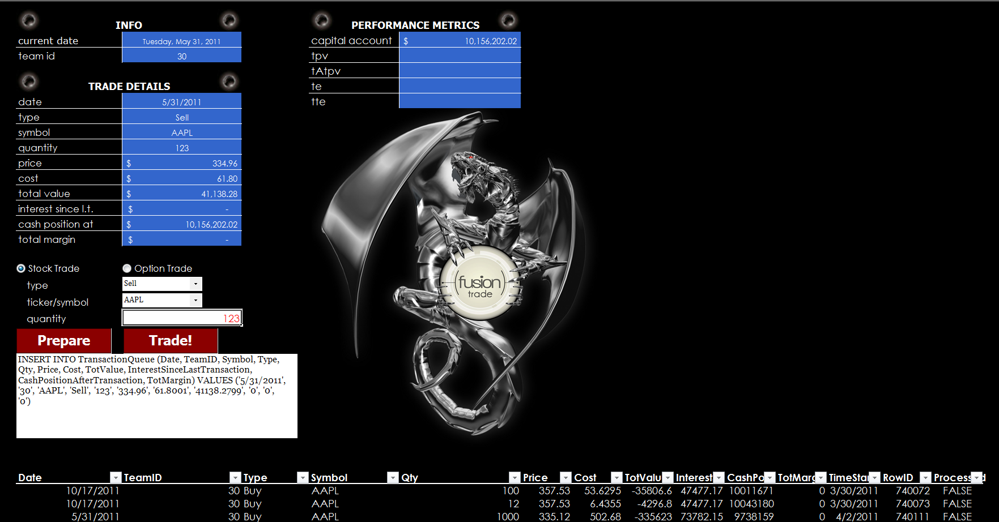 INFO
current date Tuesday, May 31, 2011
team id 30
PERFORMANCE METRICS
capital account $ 10,156,202.02
tpv
tAtpv
te
tte
TRADE DETAILS
date 5/31/2011
type Sell
symbol AAPL
quantity 123
price $ 334.96
cost $ 61.80
total value $ 41,138.28
interest since l.t. $ -
cash position at $ 10,156,202.02
total margin $ -
Stock Trade Option Trade
type Sell
ticker/symbol AAPL
quantity 123
Prepare Trade!
fusion
trade
INSERT INTO TransactionQueue (Date, TeamID, Symbol, Type,
Qty, Price, Cost, TotValue, InterestSinceLastTransaction,
CashPositionAfterTransaction, TotMargin) VALUES ('5/31/2011',
'30', 'AAPL', 'Sell', '123', '334.96', '61.8001', '41138.2799', '0', '0',
'0')
Date TeamID Type Symbol Qty Price Cost TotValu Interest CashPo TotMarg TimeStar RowID Process d
10/17/2011 30 Buy AAPL 100 357.53 53.6295 -35806.6 47477.17 10011671 0 3/30/2011 740072 FALSE
10/17/2011 30 Buy AAPL 12 357.53 6.4355 -4296.8 47477.17 10043180 0 3/30/2011 740073 FALSE
5/31/2011 30 Buy AAPL 1000 335.12 502.68 -335623 73782.15 9738159 0 4/2/2011 740111 FALSE